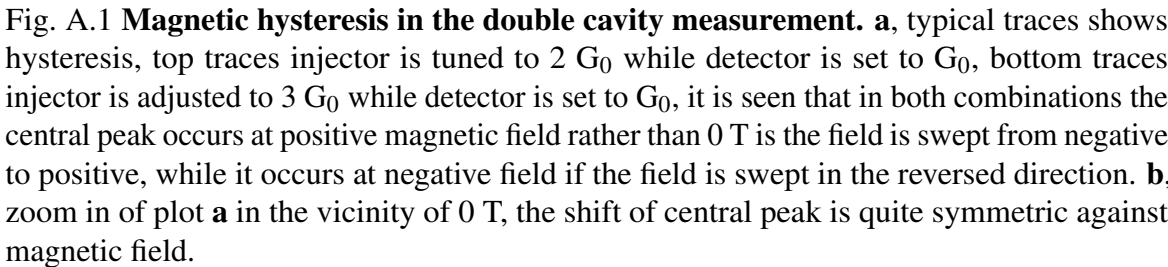 Fig. A.1 Magnetic hysteresis in the double cavity measurement. a, typical traces shows
hysteresis, top traces injector is tuned to 2 G₀ while detector is set to G₀, bottom traces
injector is adjusted to 3 G₀ while detector is set to G₀, it is seen that in both combinations the
central peak occurs at positive magnetic field rather than 0 T is the field is swept from negative
to positive, while it occurs at negative field if the field is swept in the reversed direction. b,
zoom in of plot a in the vicinity of 0 T, the shift of central peak is quite symmetric against
magnetic field.